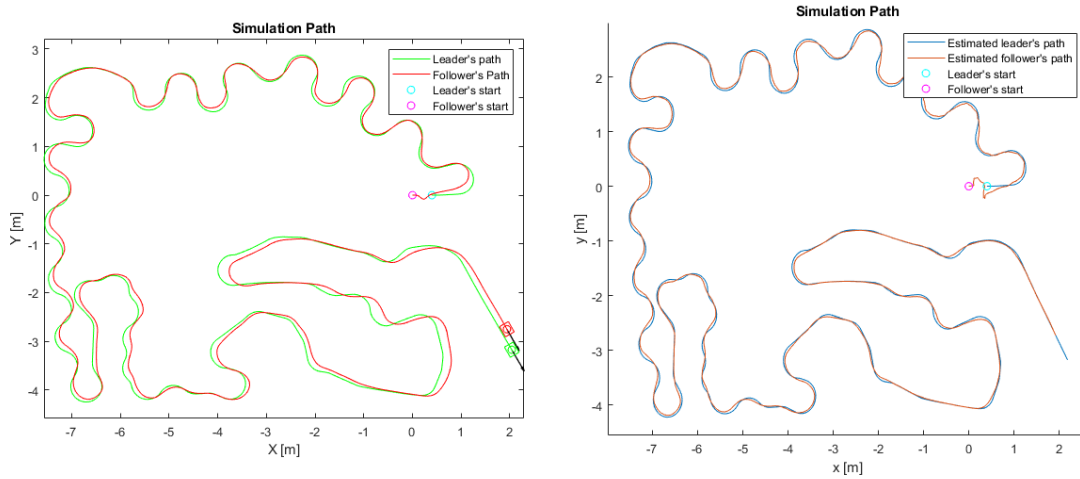 Simulation Path
3
2
1
0
-1
-2
-3
-4
Y [m]
-7 -6 -5 -4 -3 -2 -1 0 1 2
X [m]
Leader's path
Follower's Path
Leader's start
Follower's start
Simulation Path
2
1
0
-1
-2
-3
-4
y [m]
-7 -6 -5 -4 -3 -2 -1 0 1 2
x [m]
Estimated leader's path
Estimated follower's path
Leader's start
Follower's start